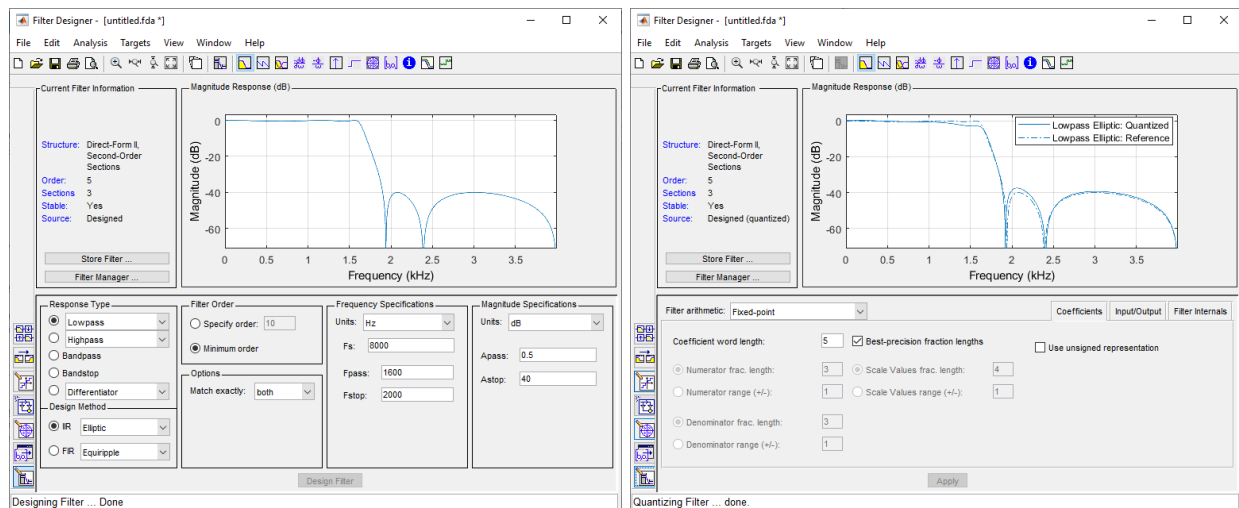 Filter Designer - [untitled.fda *]
File Edit Analysis Targets View Window Help
Current Filter Information
Structure: Direct-Form II,
Second-Order
Sections
Order: 5
Sections 3
Stable: Yes
Source: Designed
Store Filter ...
Filter Manager ...
Magnitude Response (dB)
0
-20
-40
-60
Magnitude (dB)
0 0.5 1 1.5 2 2.5 3 3.5
Frequency (kHz)
Response Type
Lowpass
Highpass
Bandpass
Bandstop
Differentiator
Design Method
IIR Elliptic
FIR Equiripple
Filter Order
Specify order: 10
Minimum order
Options
Match exactly: both
Frequency Specifications
Units: Hz
Fs: 8000
Fpass: 1600
Fstop: 2000
Magnitude Specifications
Units: dB
Apass: 0.5
Astop: 40
Design Filter
Designing Filter ... Done
Filter Designer - [untitled.fda *]
File Edit Analysis Targets View Window Help
Current Filter Information
Structure: Direct-Form II,
Second-Order
Sections
Order: 5
Sections 3
Stable: Yes
Source: Designed (quantized)
Store Filter ...
Filter Manager ...
Magnitude Response (dB)
Lowpass Elliptic: Quantized
Lowpass Elliptic: Reference
0
-20
-40
-60
Magnitude (dB)
0 0.5 1 1.5 2 2.5 3 3.5
Frequency (kHz)
Filter arithmetic: Fixed-point
Coefficients Input/Output Filter Internals
Coefficient word length: 5 Best-precision fraction lengths
Use unsigned representation
Numerator frac. length: 3 Scale Values frac. length: 4
Numerator range (+/-): 1 Scale Values range (+/-): 1
Denominator frac. length: 3
Denominator range (+/-): 1
Apply
Quantizing Filter ... done.